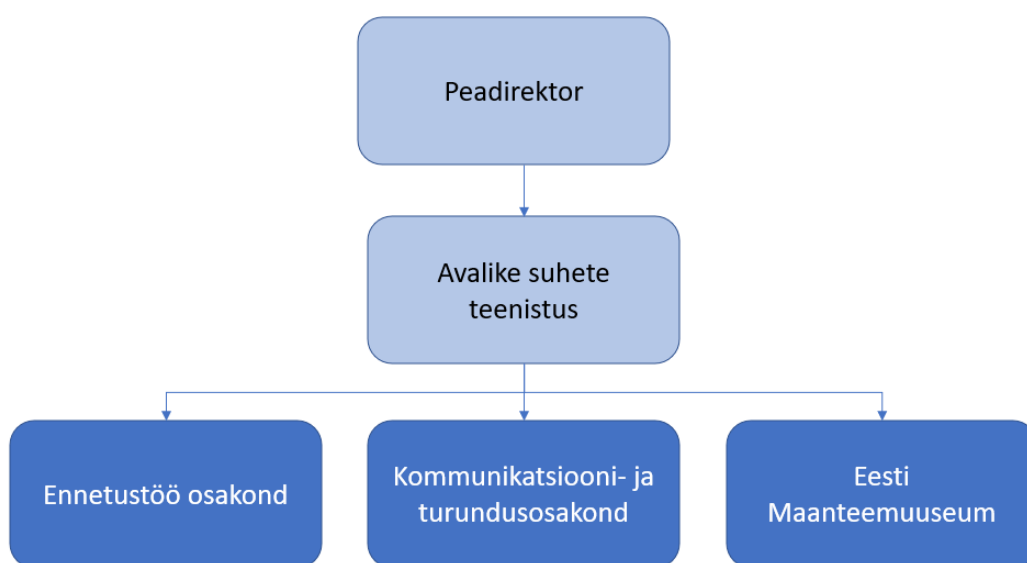 Peadirektor
Avalike suhete
teenistus
Ennetustöö osakond
Kommunikatsiooni- ja
turundusosakond
Eesti
Maanteemuuseum